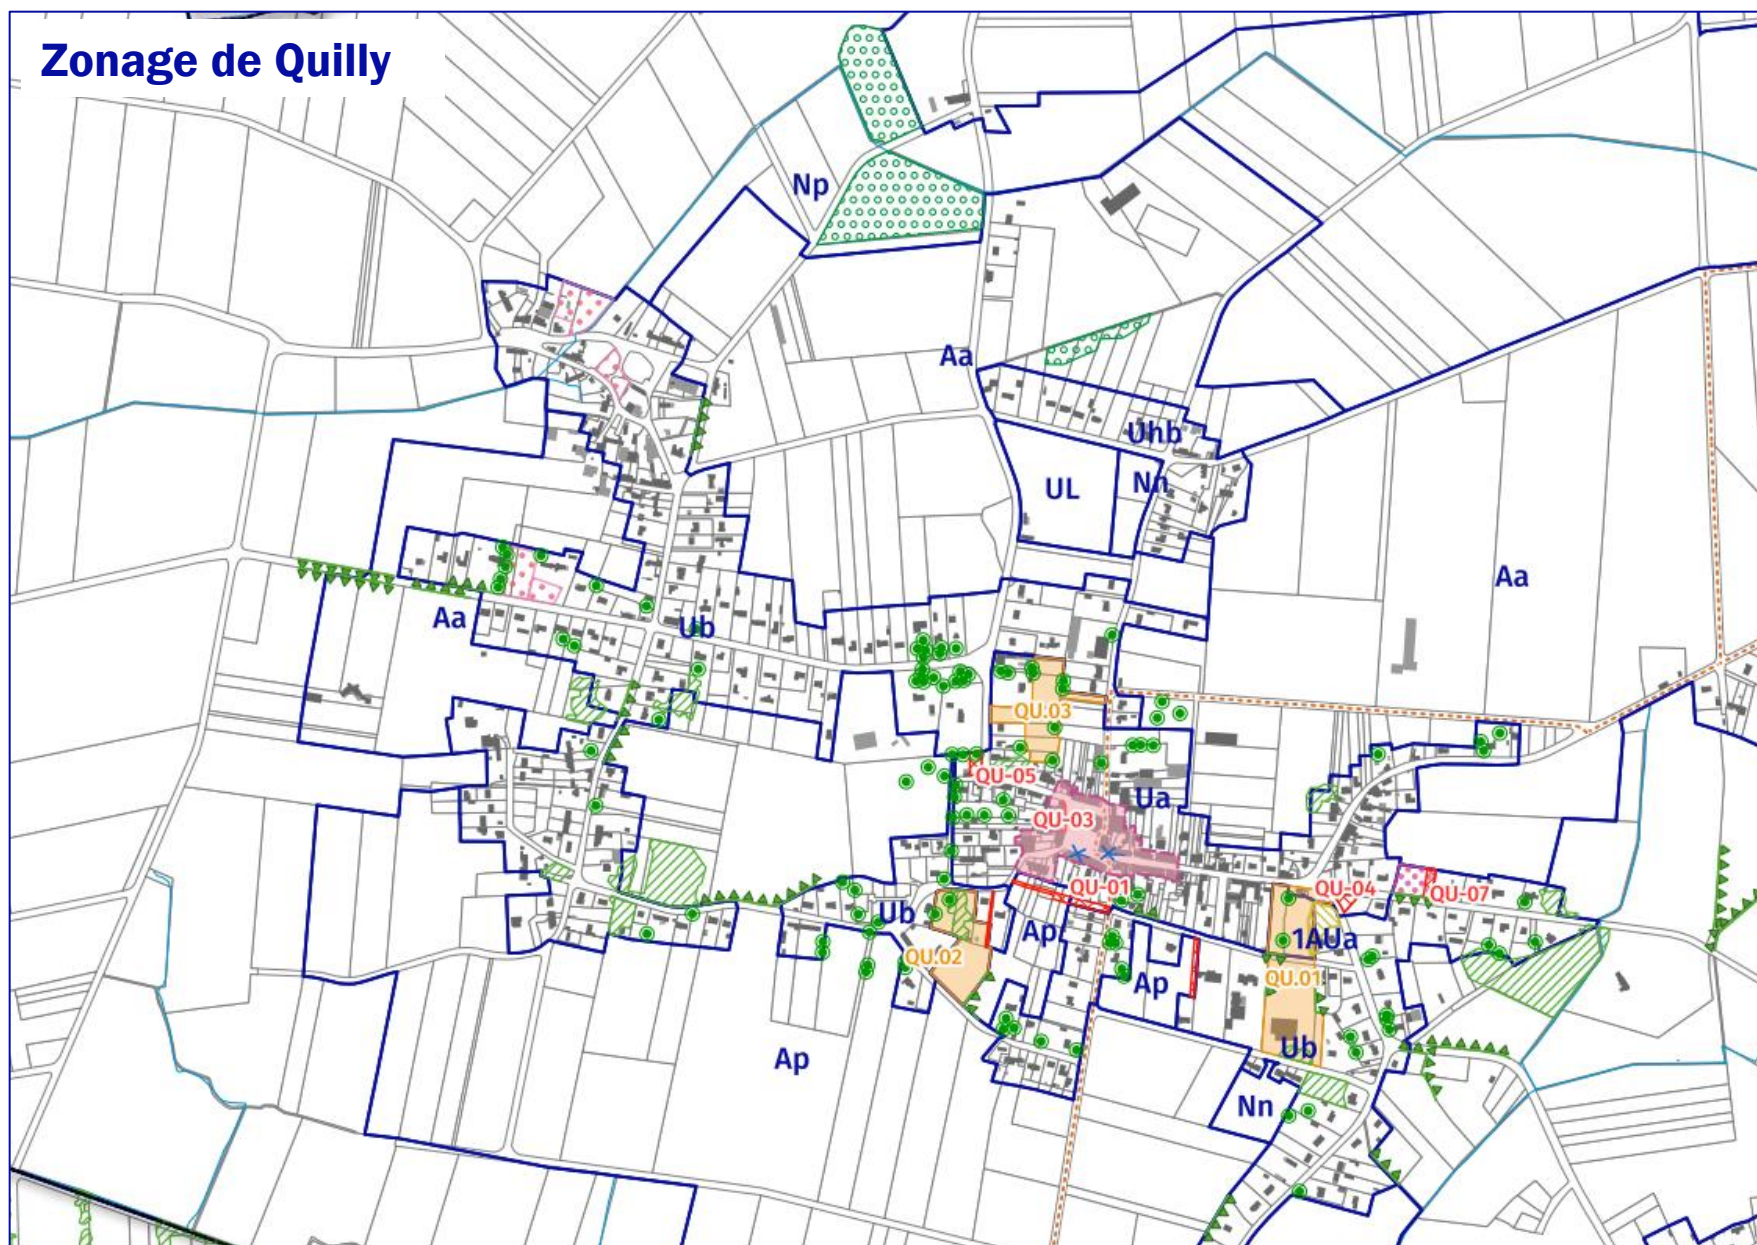 Zonage de Quilly
Np
Aa
Uhb
UL
Nn
Aa
Aa
Ub
QU.03
QU-05
Ua
QU-03
QU-01
QU-04
QU-07
Ub
Ap
1AUa
QU.02
Ap
QU.01
Ub
Ap
Nn